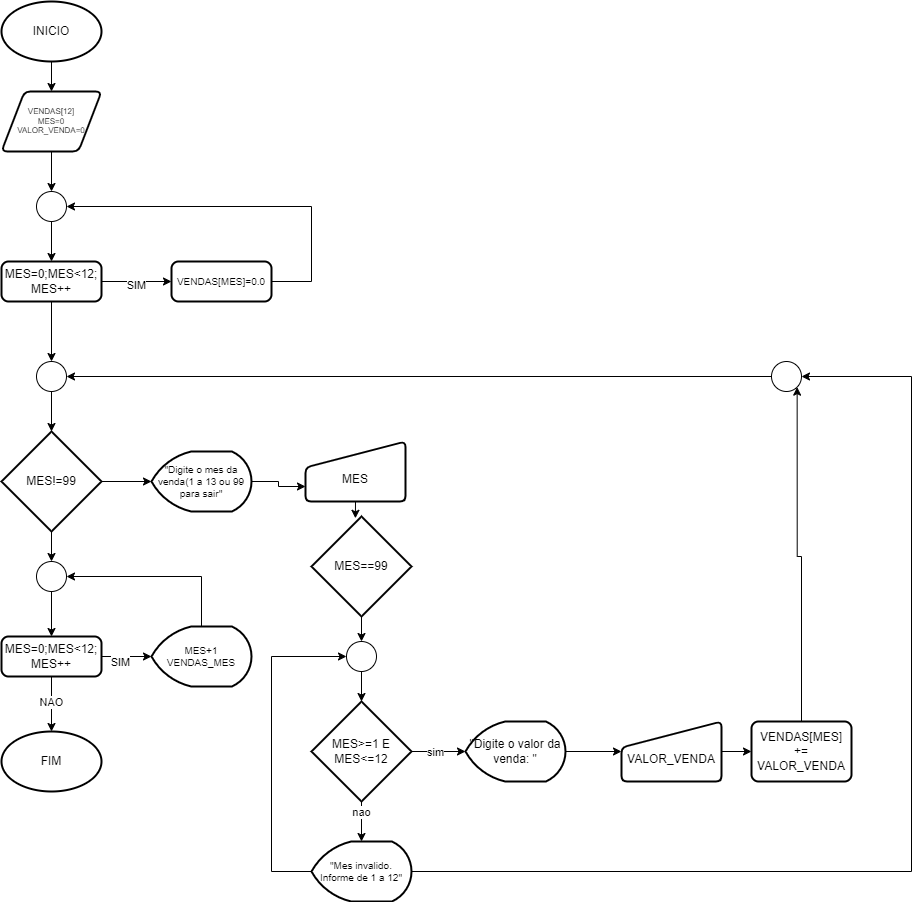 INICIO
VENDAS[12]
MES=0
VALOR_VENDA=0
MES=0;MES<12;
MES++
SIM
VENDAS[MES]=0.0
MES!=99
"Digite o mes da
venda(1 a 13 ou 99
para sair"
MES
MES==99
MES=0;MES<12;
MES++
SIM
MES+1
VENDAS_MES
NAO
FIM
MES>=1 E
MES<=12
sim
"Digite o valor da
venda: "
VALOR_VENDA
VENDAS[MES]
+=
VALOR_VENDA
nao
"Mes invalido.
Informe de 1 a 12"